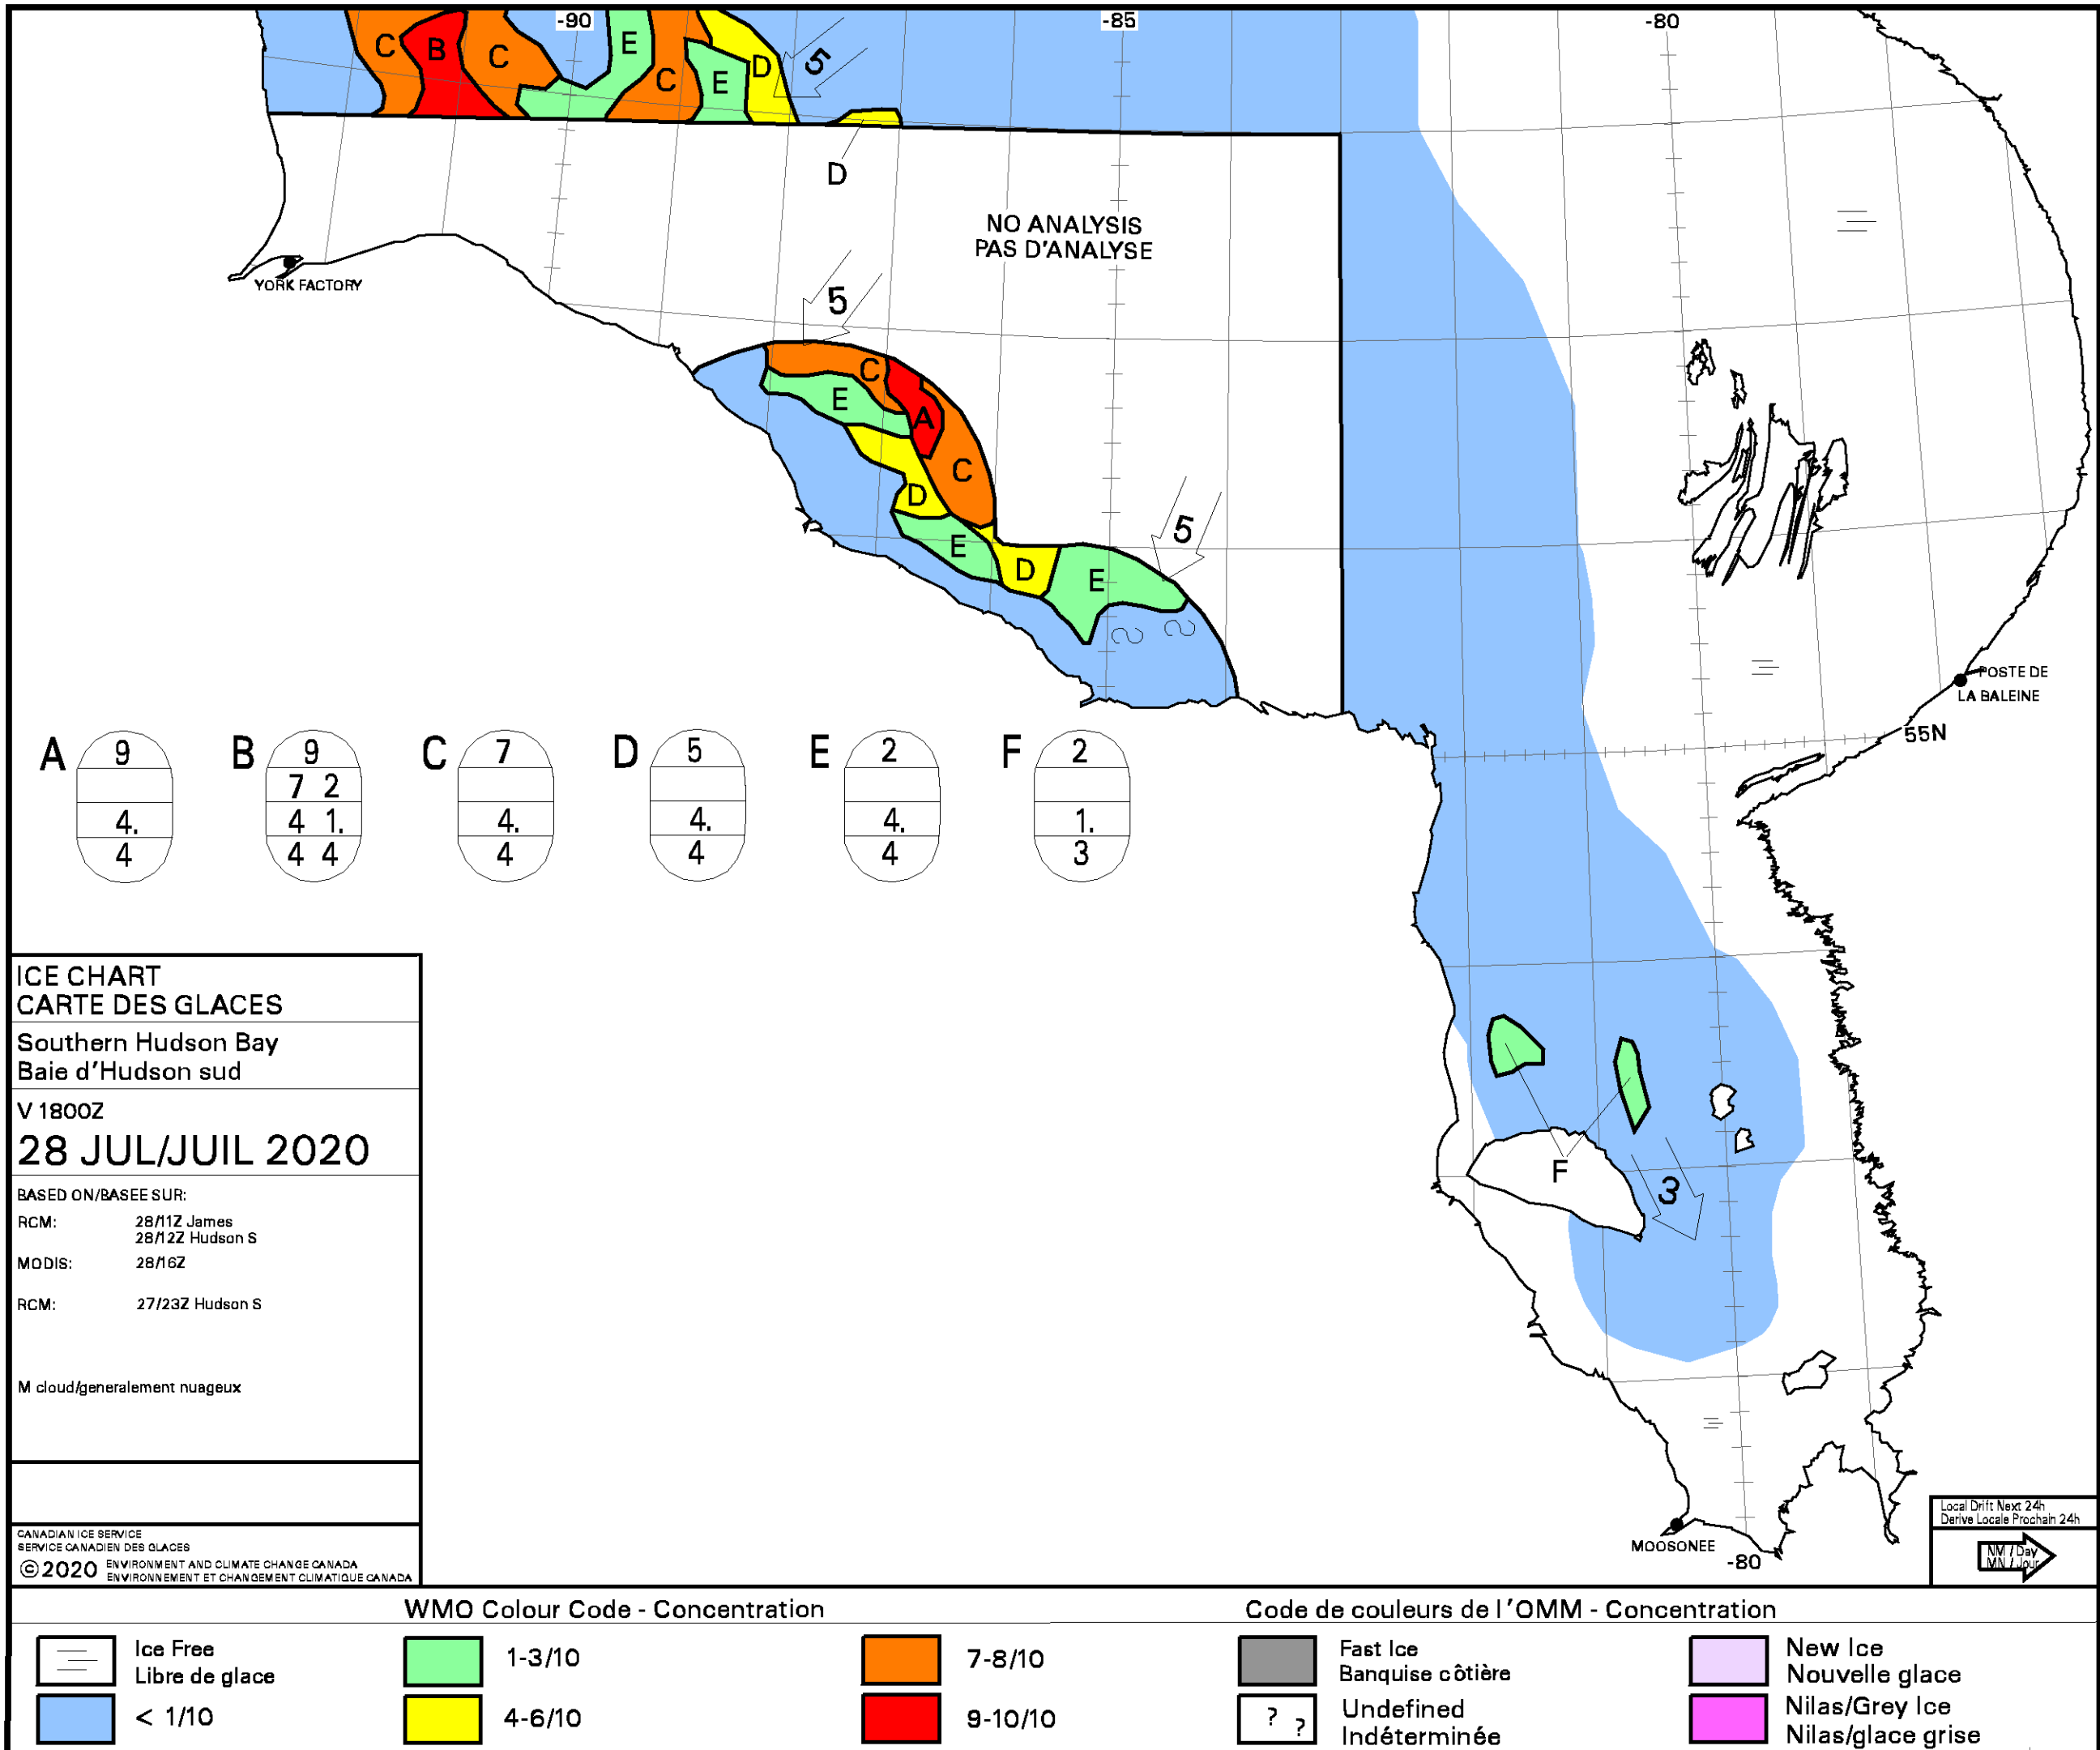 -90
-85
-80
C
B
C
E
C
E
D
5
D
NO ANALYSIS
PAS D'ANALYSE
YORK FACTORY
5
C
E
A
C
D
E
D
E
5
POSTE DE
LA BALEINE
55N
A
9
4.
4
B
9
7 2
4 1.
4 4
C
7
4.
4
D
5
4.
4
E
2
4.
4
F
2
1.
3
F
3
MOOSONEE
-80
ICE CHART
CARTE DES GLACES
Southern Hudson Bay
Baie d'Hudson sud
V 1800Z
28 JUL/JUIL 2020
BASED ON/BASEE SUR:
RCM: 28/11Z James
28/12Z Hudson S
MODIS: 28/16Z
RCM: 27/23Z Hudson S
M cloud/generalement nuageux
CANADIAN ICE SERVICE
SERVICE CANADIEN DES GLACES
© 2020 ENVIRONMENT AND CLIMATE CHANGE CANADA
ENVIRONNEMENT ET CHANGEMENT CLIMATIQUE CANADA
Local Drift Next 24h
Derive Locale Prochain 24h
NM / Day
MN / Jour
WMO Colour Code - Concentration
Code de couleurs de l'OMM - Concentration
Ice Free
Libre de glace
< 1/10
1-3/10
4-6/10
7-8/10
9-10/10
Fast Ice
Banquise côtière
? ?
Undefined
Indéterminée
New Ice
Nouvelle glace
Nilas/Grey Ice
Nilas/glace grise